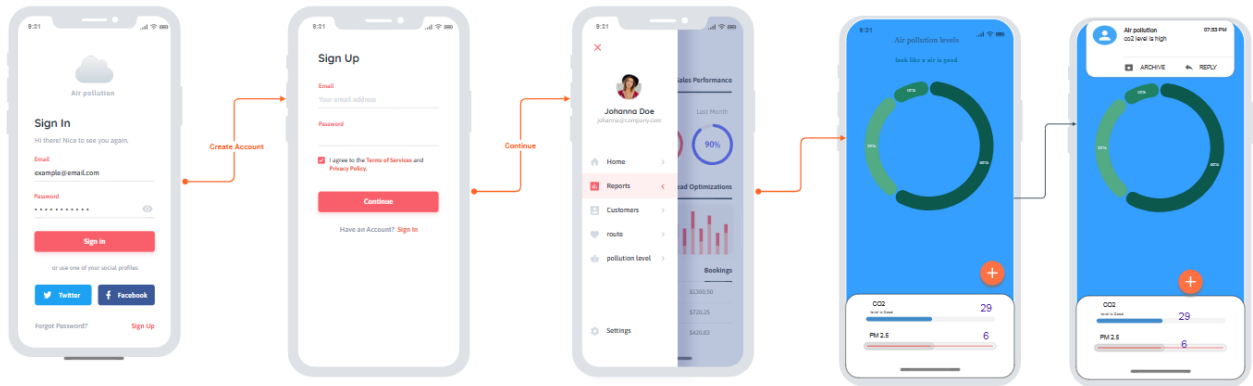 9:21
Air pollution
Sign In
Hi there! Nice to see you again.
Email
example@email.com
Password
Sign in
or use one of your social profiles
Twitter
Facebook
Forgot Password?
Sign Up
Create Account
9:21
Sign Up
Email
Your email address
Password
I agree to the Terms of Services and
Privacy Policy.
Continue
Have an Account? Sign In
Continue
9:21
Johanna Doe
johanna@company.com
Home
Reports
Customers
route
pollution level
Settings
Sales Performance
Last Month
90%
Optimizations
Bookings
$1308.50
9:21
Air pollution levels
look like a air is good
CO2
level is Good
29
PM 2.5
6
Air pollution
07:53 PM
co2 level is high
ARCHIVE
REPLY
CO2
level is Good
29
PM 2.5
6